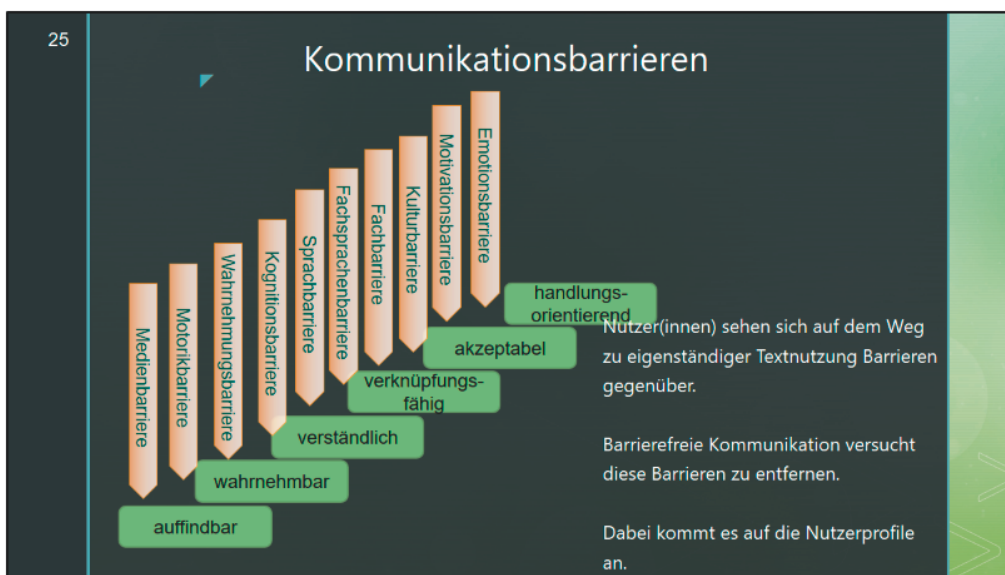 25
Kommunikationsbarrieren
Medienbarriere
Motorikbarriere
Wahrnehmungsbarriere
Kognitionsbarriere
Sprachbarriere
Fachsprachenbarriere
Fachbarriere
Kulturbarriere
Motivationsbarriere
Emotionsbarriere
auffindbar
wahrnehmbar
verständlich
verknüpfungs-
fähig
akzeptabel
handlungs-
orientierend
Nutzer(innen) sehen sich auf dem Weg
zu eigenständiger Textnutzung Barrieren
gegenüber.
Barrierefreie Kommunikation versucht
diese Barrieren zu entfernen.
Dabei kommt es auf die Nutzerprofile
an.